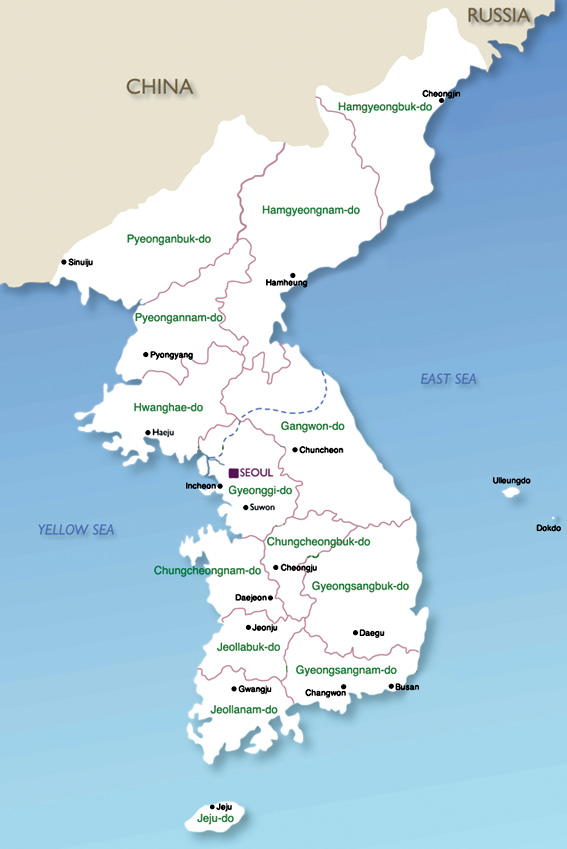 RUSSIA
CHINA
Cheongjin
Hamgyeongbuk-do
Hamgyeongnam-do
Pyeonganbuk-do
Sinuiju
Hamheung
Pyeongannam-do
Pyongyang
EAST SEA
Hwanghae-do
Gangwon-do
Haeju
Chuncheon
SEOUL
Ulleungdo
Incheon
Gyeonggi-do
Suwon
Dokdo
YELLOW SEA
Chungcheongbuk-do
Cheongju
Chungcheongnam-do
Gyeongsangbuk-do
Daejeon
Jeonju
Daegu
Jeollabuk-do
Gyeongsangnam-do
Gwangju
Changwon
Busan
Jeollanam-do
Jeju
Jeju-do